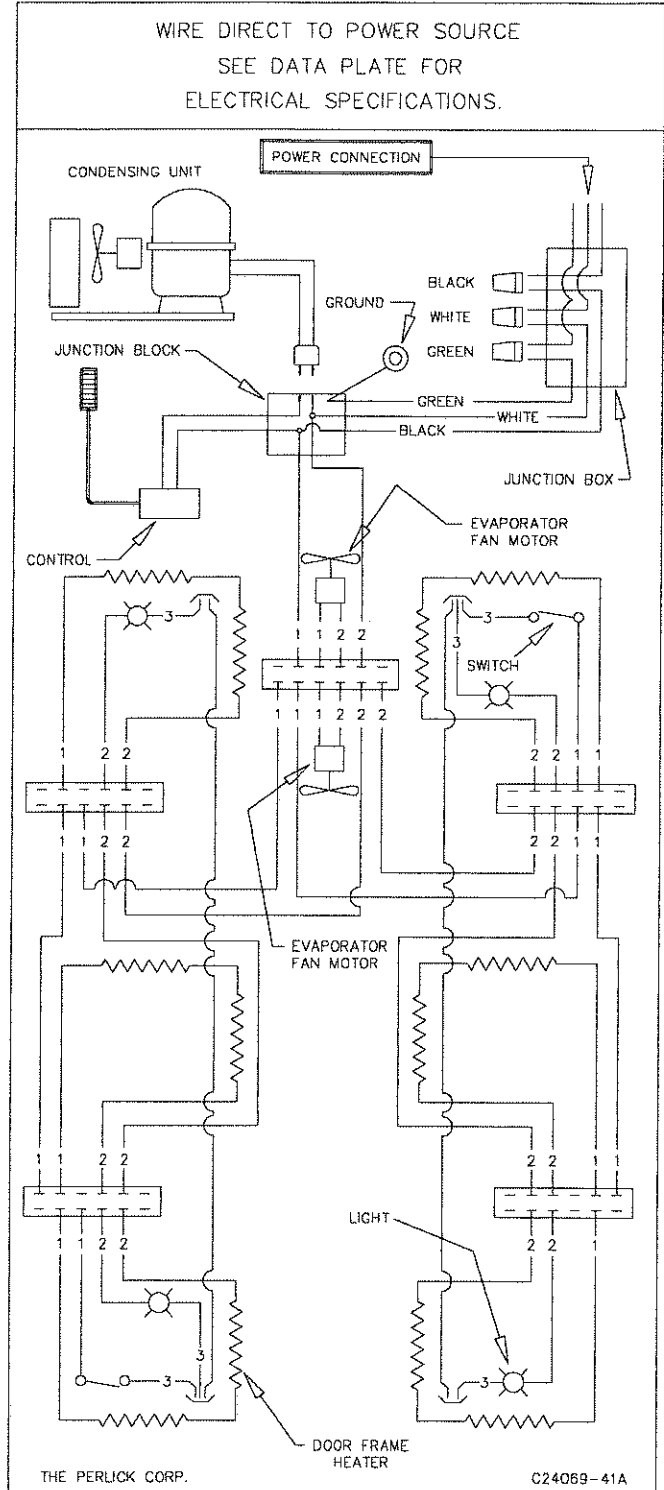 WIRE DIRECT TO POWER SOURCE
SEE DATA PLATE FOR
ELECTRICAL SPECIFICATIONS.
POWER CONNECTION
CONDENSING UNIT
BLACK
GROUND
WHITE
JUNCTION BLOCK
GREEN
GREEN
WHITE
BLACK
JUNCTION BOX
EVAPORATOR
FAN MOTOR
CONTROL
3 3
3 SWITCH
1 1 2 2
1 2 2 1 1 1 2 2 2 2 2 1 1
1 1 2 2 2 2 1 1
EVAPORATOR
FAN MOTOR
1 1 2 2 2 2 1 1
LIGHT
1 1 2 2 2 2 1
3
3 3
DOOR FRAME
HEATER
THE PERLICK CORP. C24069-41A